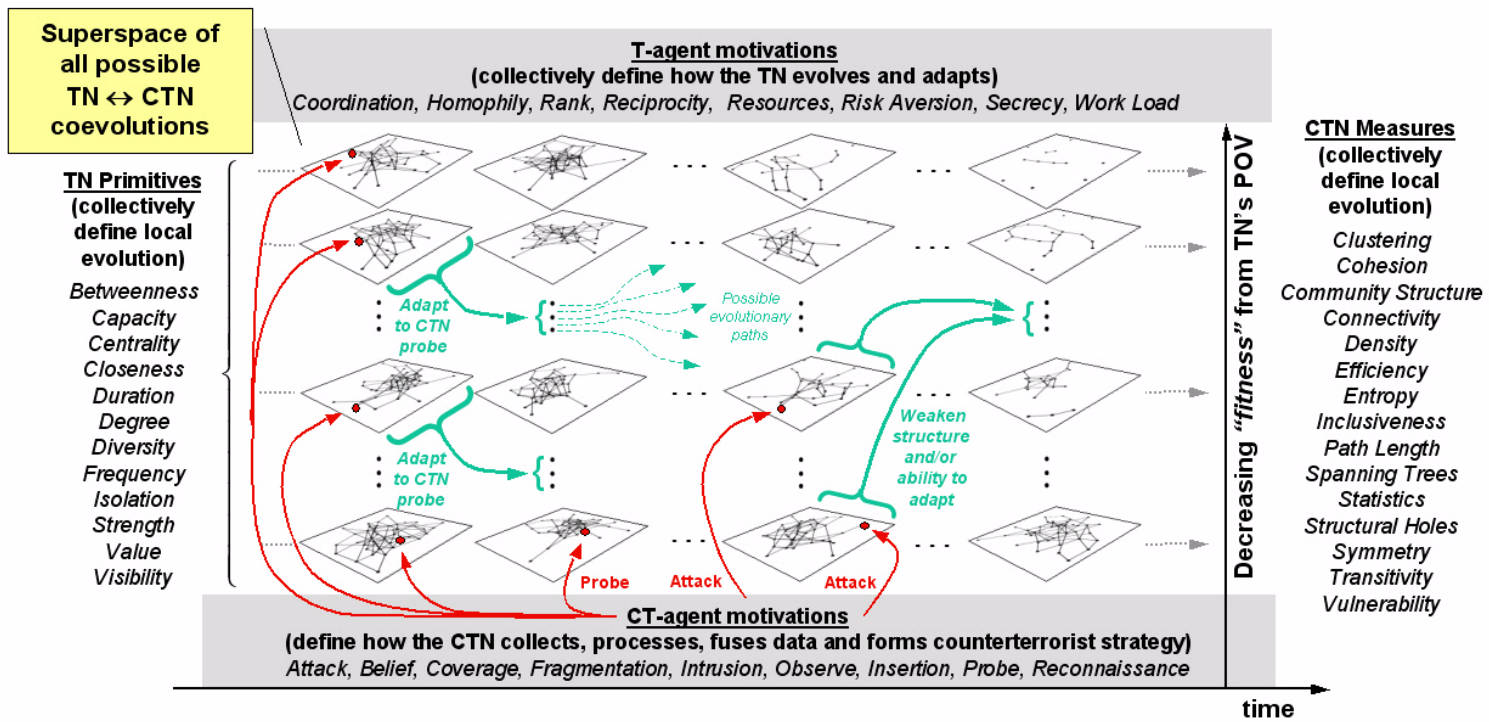 Superspace of
all possible
TN ↔ CTN
coevolutions
T-agent motivations
(collectively define how the TN evolves and adapts)
Coordination, Homophily, Rank, Reciprocity, Resources, Risk Aversion, Secrecy, Work Load
TN Primitives
(collectively
define local
evolution)
Betweenness
Capacity
Centrality
Closeness
Duration
Degree
Diversity
Frequency
Isolation
Strength
Value
Visibility
Adapt
to CTN
probe
Possible
evolutionary
paths
Adapt
to CTN
probe
Weaken
structure
and/or
ability to
adapt
Probe
Attack
Attack
CT-agent motivations
(define how the CTN collects, processes, fuses data and forms counterterrorist strategy)
Attack, Belief, Coverage, Fragmentation, Intrusion, Observe, Insertion, Probe, Reconnaissance
Decreasing “fitness” from TN's POV
time
CTN Measures
(collectively
define local
evolution)
Clustering
Cohesion
Community Structure
Connectivity
Density
Efficiency
Entropy
Inclusiveness
Path Length
Spanning Trees
Statistics
Structural Holes
Symmetry
Transitivity
Vulnerability